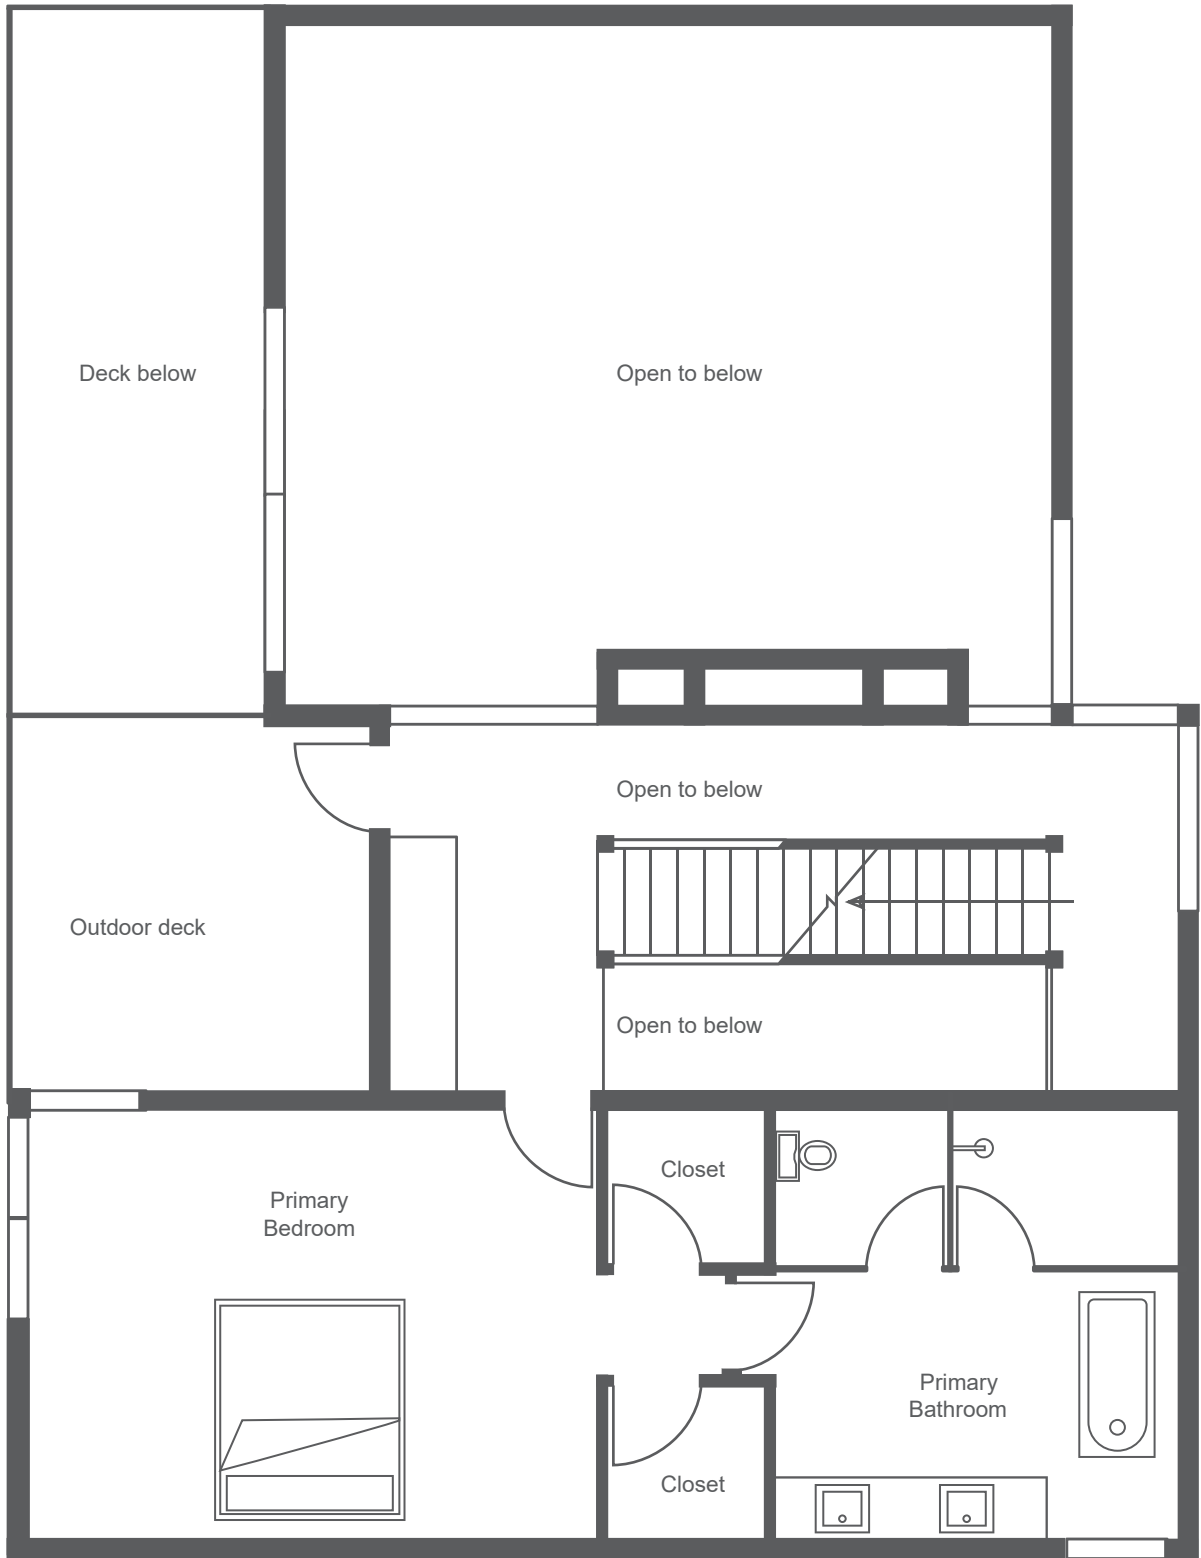 Deck below
Open to below
Open to below
Outdoor deck
Open to below
Closet
Primary
Bedroom
Primary
Bathroom
Closet